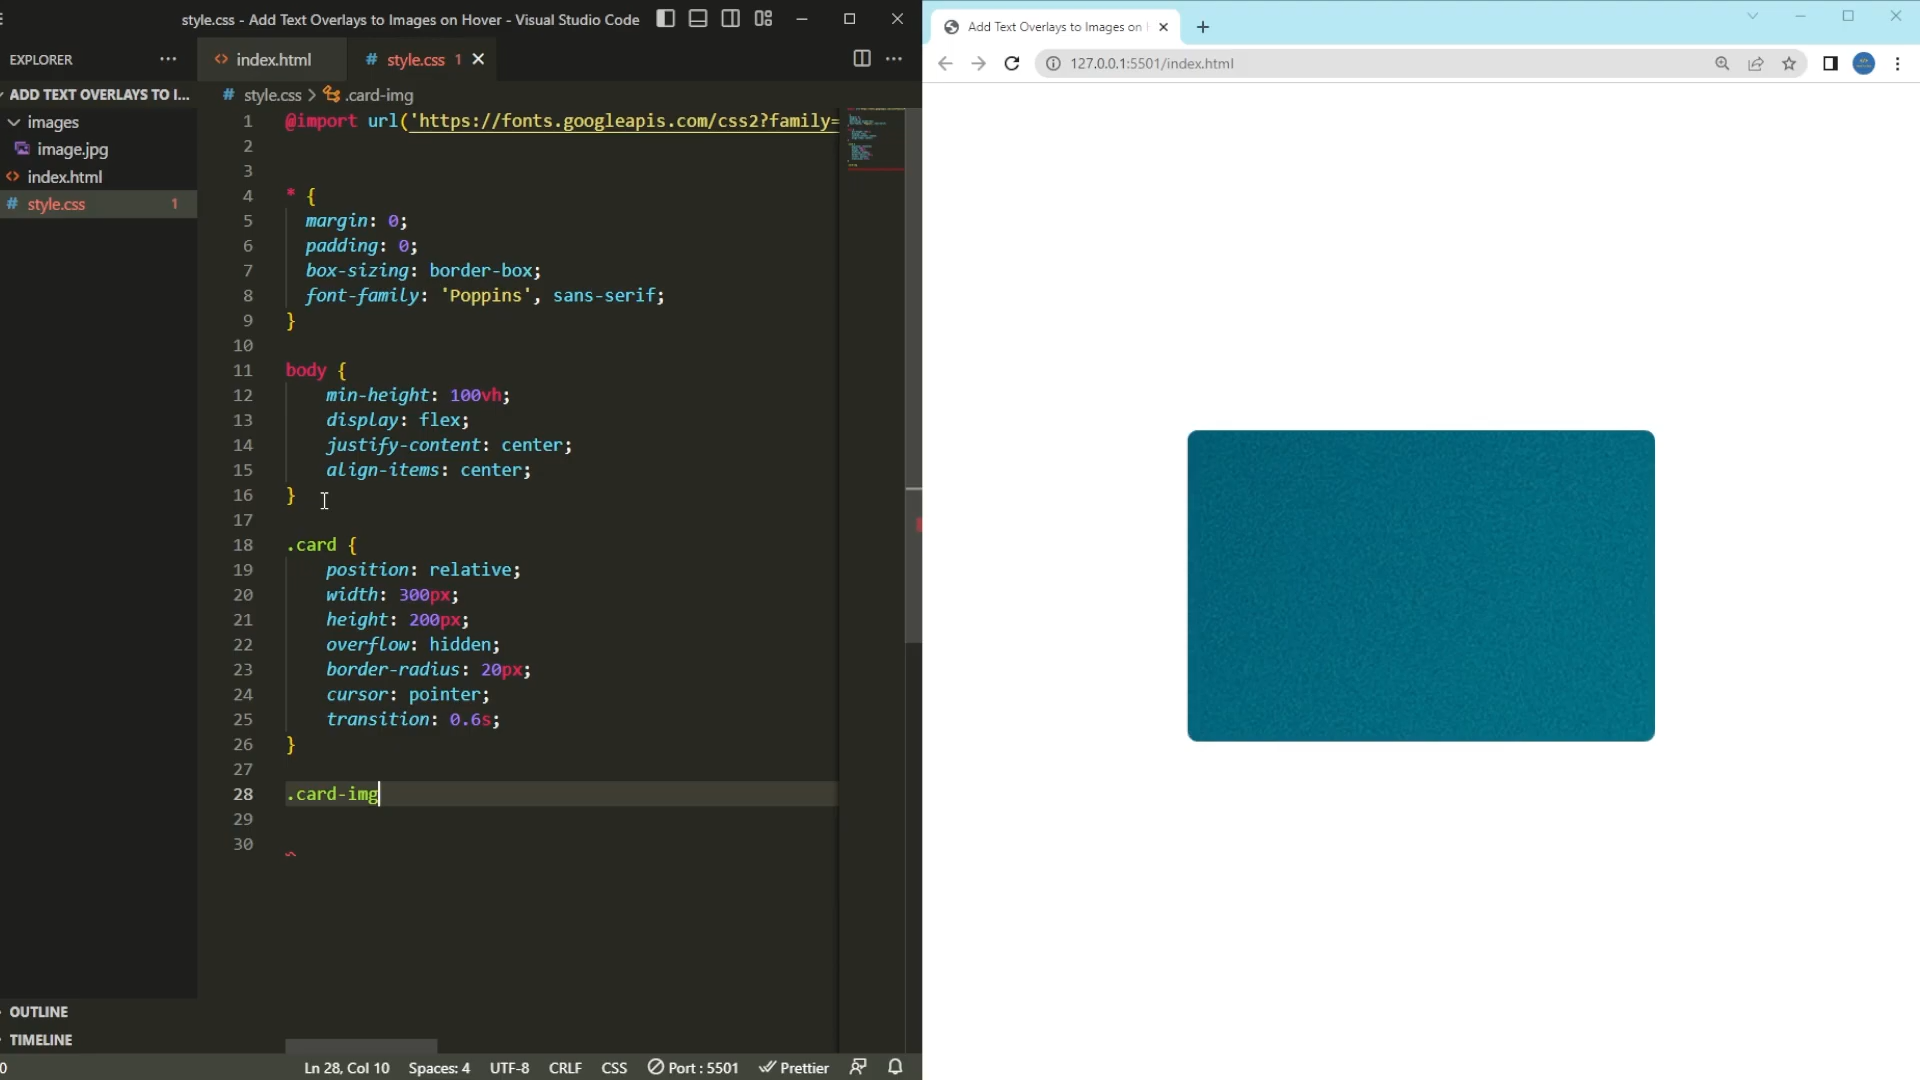 style.css - Add Text Overlays to Images on Hover - Visual Studio Code
EXPLORER
index.html
# style.css 1
ADD TEXT OVERLAYS TO I...
images
image.jpg
index.html
# style.css 1
# style.css > .card-img
1 @import url('https://fonts.googleapis.com/css2?family=
2
3
4 * {
5 margin: 0;
6 padding: 0;
7 box-sizing: border-box;
8 font-family: 'Poppins', sans-serif;
9 }
10
11 body {
12 min-height: 100vh;
13 display: flex;
14 justify-content: center;
15 align-items: center;
16 }
17
18 .card {
19 position: relative;
20 width: 300px;
21 height: 200px;
22 overflow: hidden;
23 border-radius: 20px;
24 cursor: pointer;
25 transition: 0.6s;
26 }
27
28 .card-img
29
30
OUTLINE
TIMELINE
0 Ln 28, Col 10 Spaces: 4 UTF-8 CRLF CSS Port : 5501 Prettier
Add Text Overlays to Images on
127.0.0.1:5501/index.html